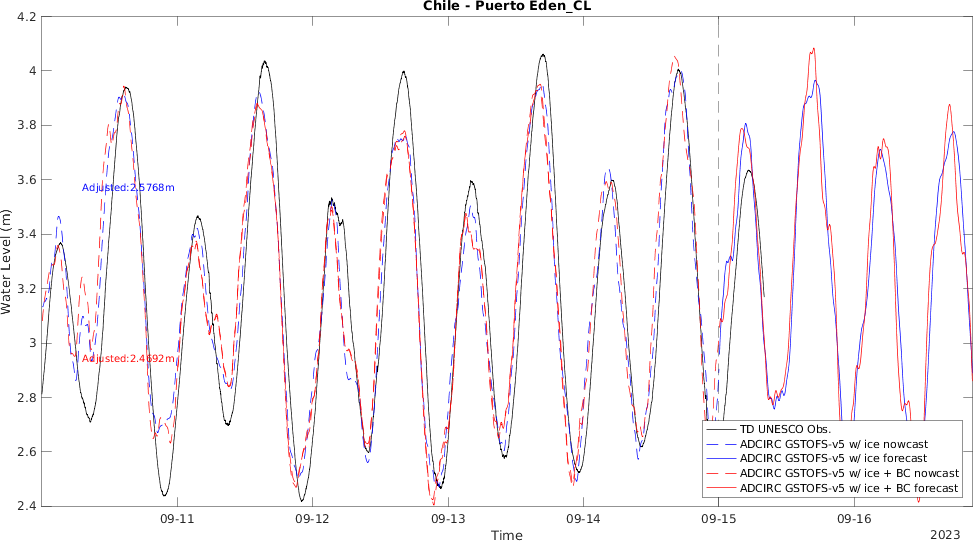 Chile - Puerto Eden_CL
4.2
4
3.8
3.6
3.4
3.2
3
2.8
2.6
2.4
Water Level (m)
Adjusted:2.5768m
Adjusted:2.4692m
TD UNESCO Obs.
ADCIRC GSTOFS-v5 w/ ice nowcast
ADCIRC GSTOFS-v5 w/ ice forecast
ADCIRC GSTOFS-v5 w/ ice + BC nowcast
ADCIRC GSTOFS-v5 w/ ice + BC forecast
09-11 09-12 09-13 09-14 09-15 09-16
Time
2023